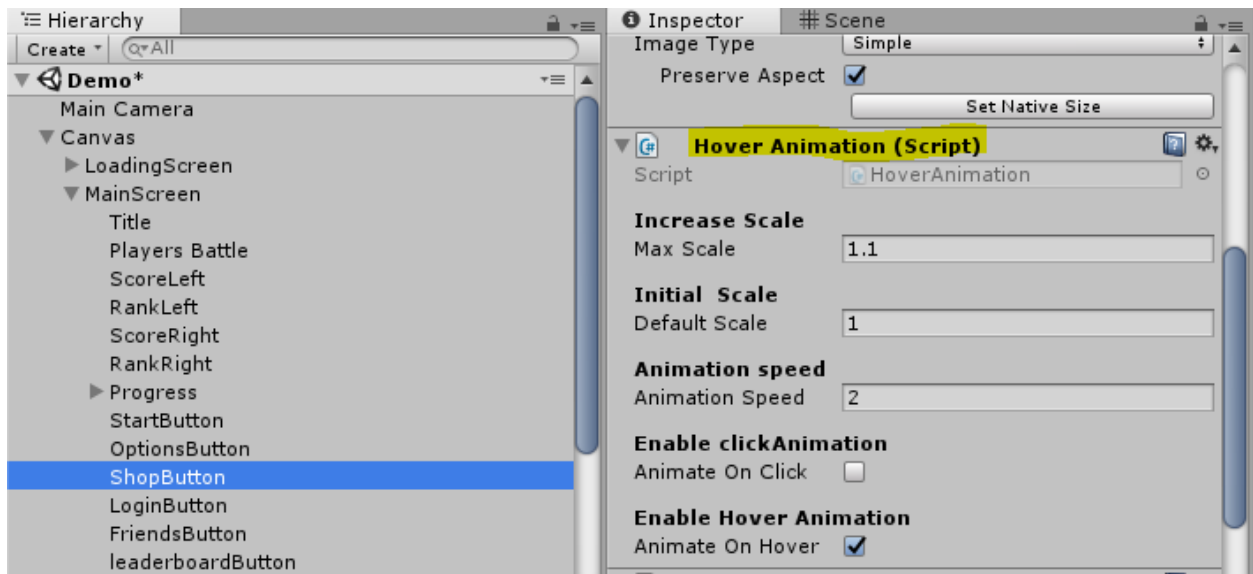 Hierarchy
Create
All
Demo*
Main Camera
Canvas
LoadingScreen
MainScreen
Title
Players Battle
ScoreLeft
RankLeft
ScoreRight
RankRight
Progress
StartButton
OptionsButton
ShopButton
LoginButton
FriendsButton
leaderboardButton
Inspector
Scene
Image Type Simple
Preserve Aspect
Set Native Size
Hover Animation (Script)
Script HoverAnimation
Increase Scale
Max Scale 1.1
Initial Scale
Default Scale 1
Animation speed
Animation Speed 2
Enable clickAnimation
Animate On Click
Enable Hover Animation
Animate On Hover